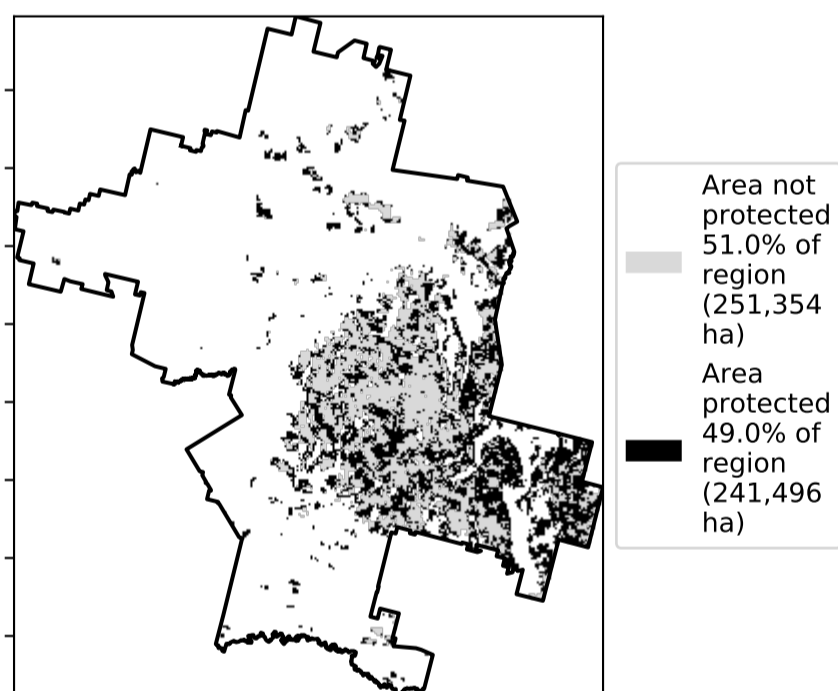 Area not
protected
51.0% of
region
(251,354
ha)
Area
protected
49.0% of
region
(241,496
ha)